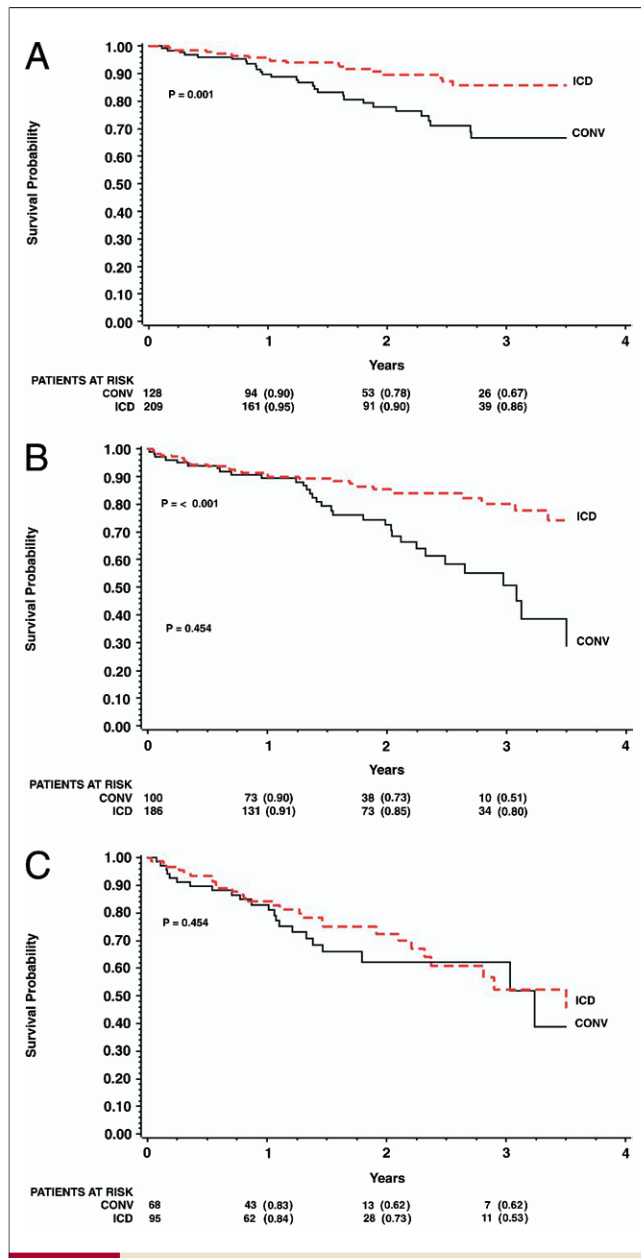 A
1.00
0.90
0.80
0.70
0.60
0.50
0.40
0.30
0.20
0.10
0.00
Survival Probability
P = 0.001
ICD
CONV
0 1 2 3 4
Years
PATIENTS AT RISK
CONV 128 94 (0.90) 53 (0.78) 26 (0.67)
ICD 209 161 (0.95) 91 (0.90) 39 (0.86)
B
1.00
0.90
0.80
0.70
0.60
0.50
0.40
0.30
0.20
0.10
0.00
Survival Probability
P = < 0.001
P = 0.454
ICD
CONV
0 1 2 3 4
Years
PATIENTS AT RISK
CONV 100 73 (0.90) 38 (0.73) 10 (0.51)
ICD 186 131 (0.91) 73 (0.85) 34 (0.80)
C
1.00
0.90
0.80
0.70
0.60
0.50
0.40
0.30
0.20
0.10
0.00
Survival Probability
P = 0.454
ICD
CONV
0 1 2 3 4
Years
PATIENTS AT RISK
CONV 68 43 (0.83) 13 (0.62) 7 (0.62)
ICD 95 62 (0.84) 28 (0.73) 11 (0.53)